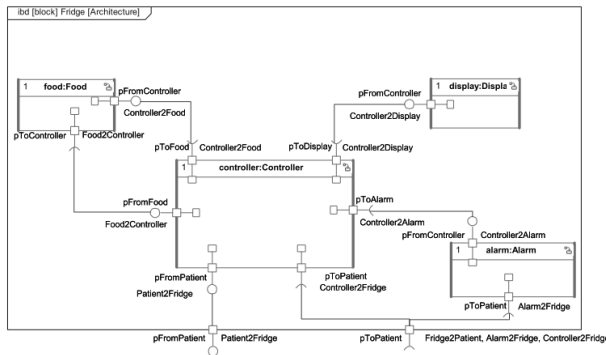 ibd [block] Fridge [Architecture]
1 food:Food
pFromController
Controller2Food
pToController Food2Controller
pToFood Controller2Food
pFromController
1 display:Displa
Controller2Display
pToDisplay Controller2Display
1 controller:Controller
pFromFood
Food2Controller
pToAlarm
Controller2Alarm
pFromController Controller2Alarm
1 alarm:Alarm
pFromPatient
Patient2Fridge
pToPatient
Controller2Fridge
pToPatient Alarm2Fridge
pFromPatient Patient2Fridge
pToPatient Fridge2Patient, Alarm2Fridge, Controller2Fridge